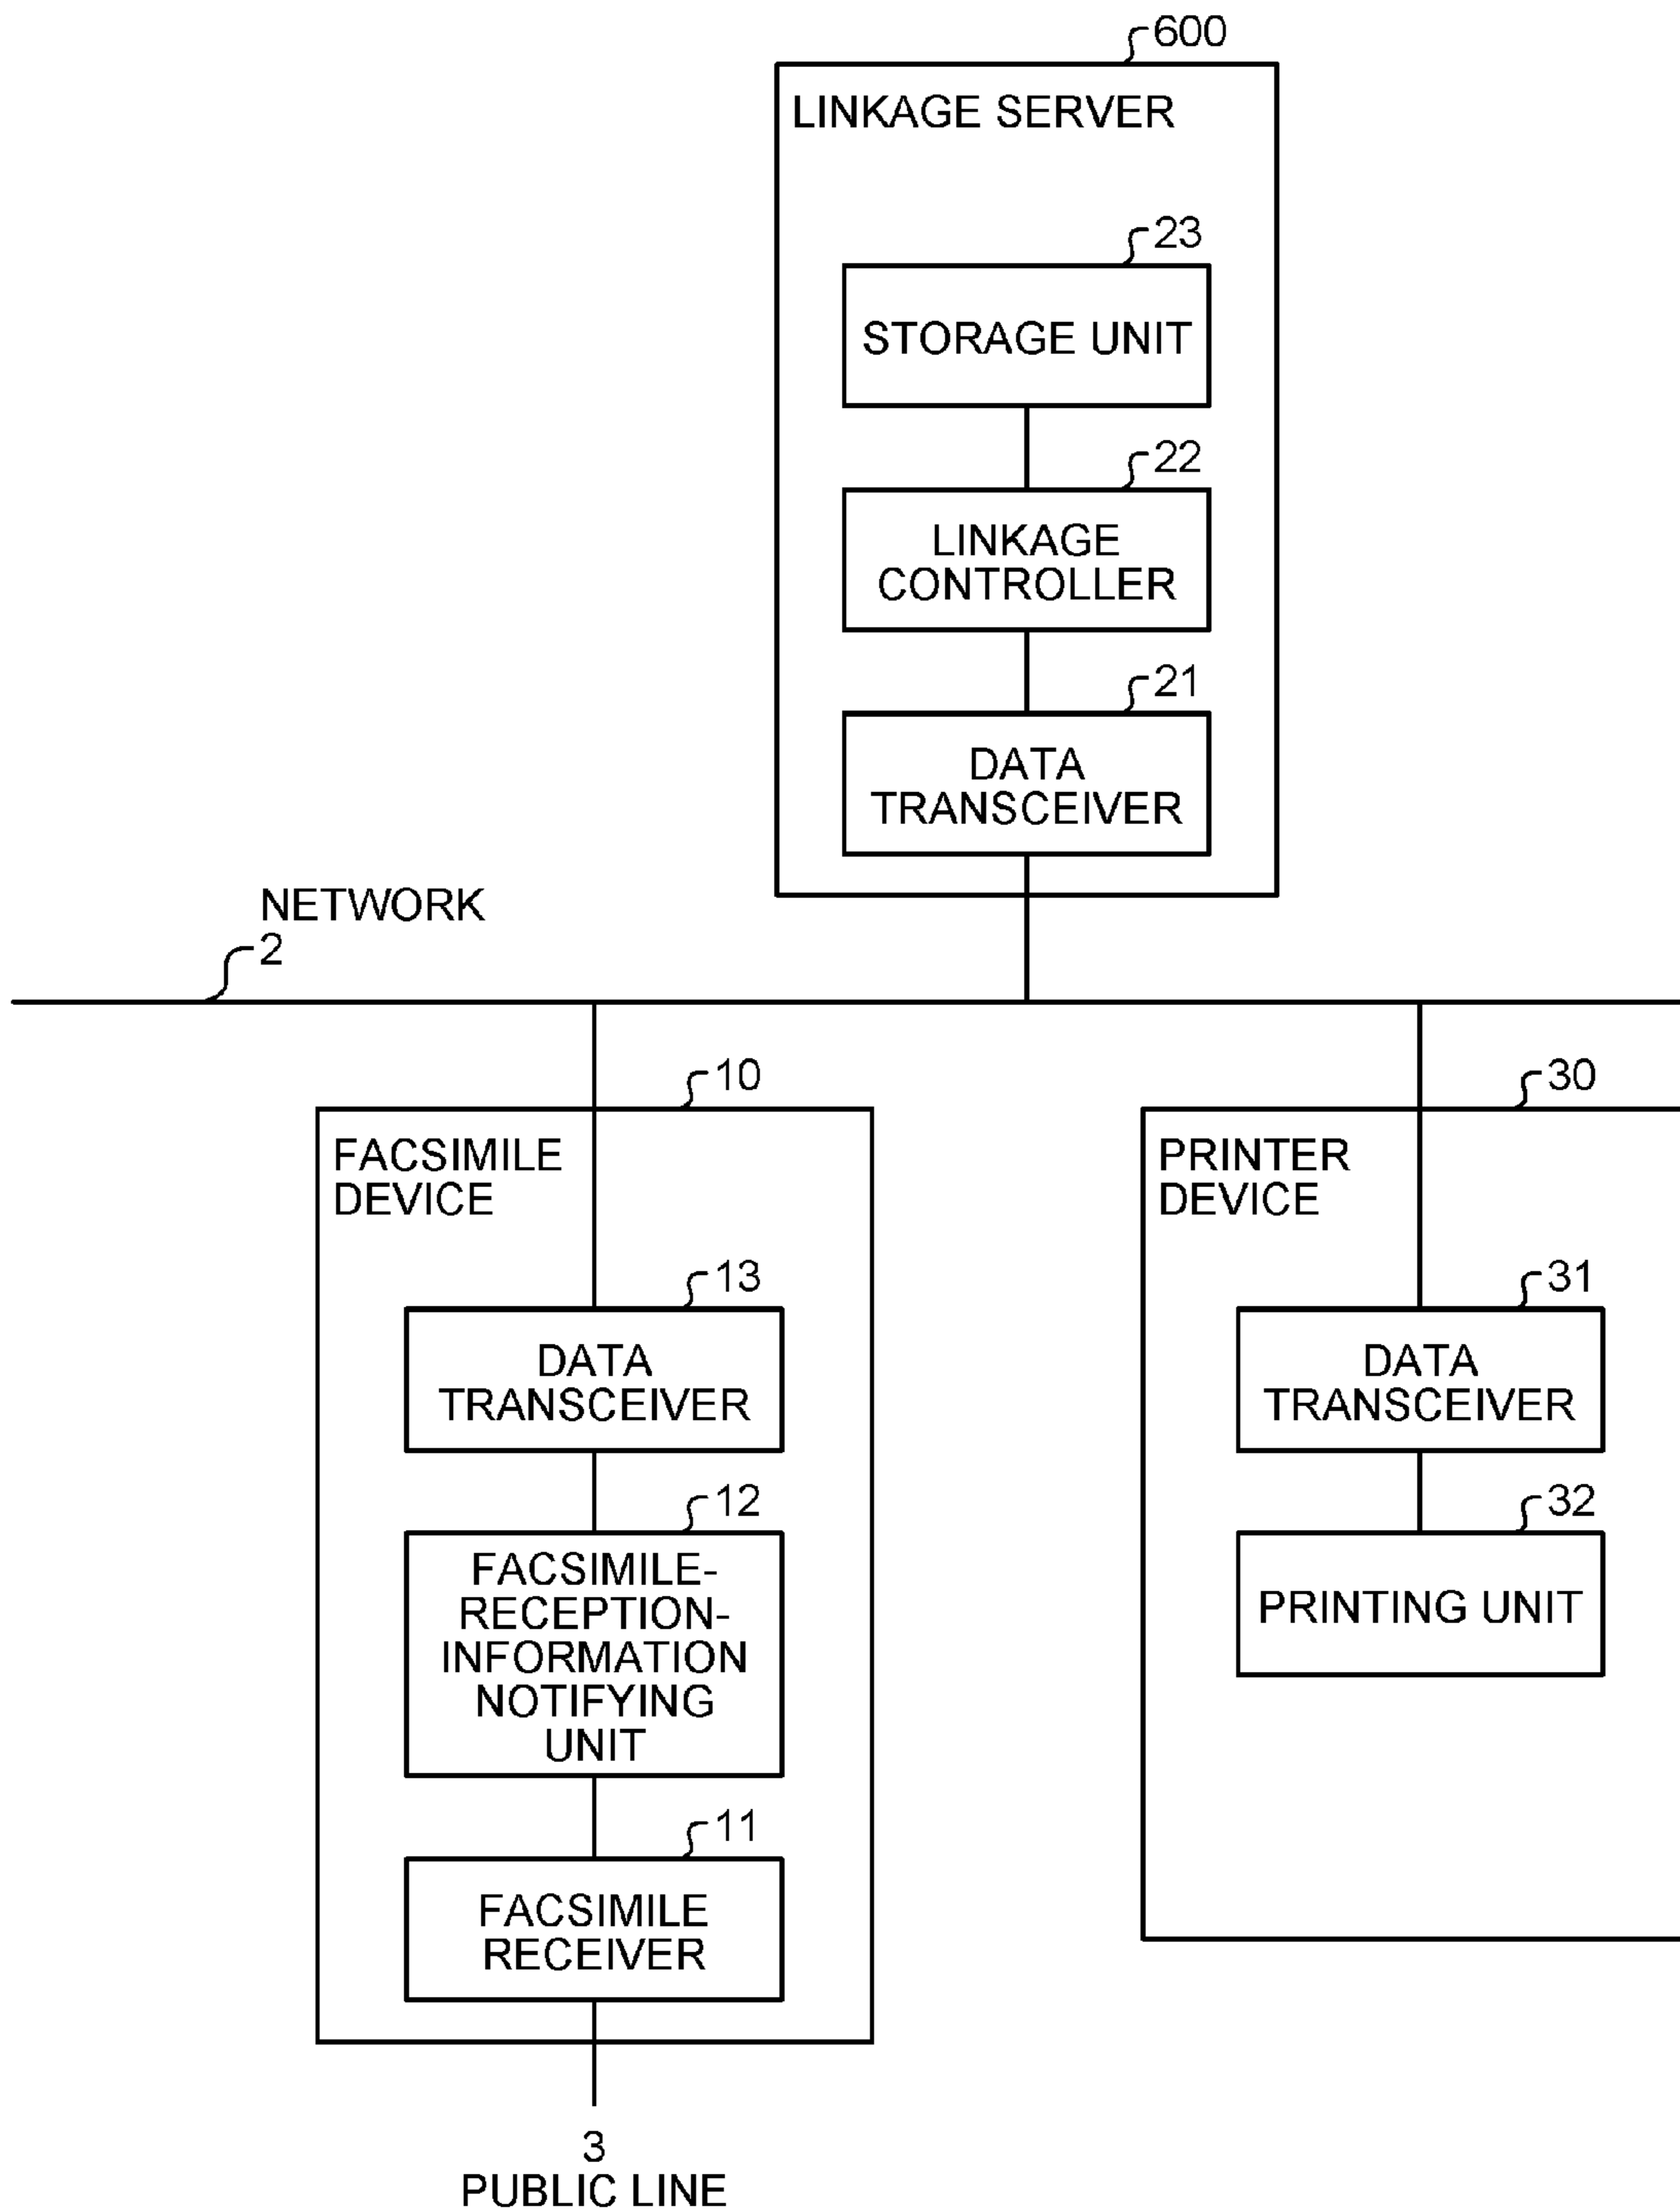 600
LINKAGE SERVER
23
STORAGE UNIT
22
LINKAGE
CONTROLLER
21
DATA
TRANSCEIVER
NETWORK
2
10
FACSIMILE
DEVICE
13
DATA
TRANSCEIVER
12
FACSIMILE-
RECEPTION-
INFORMATION
NOTIFYING
UNIT
11
FACSIMILE
RECEIVER
3
PUBLIC LINE
30
PRINTER
DEVICE
31
DATA
TRANSCEIVER
32
PRINTING UNIT